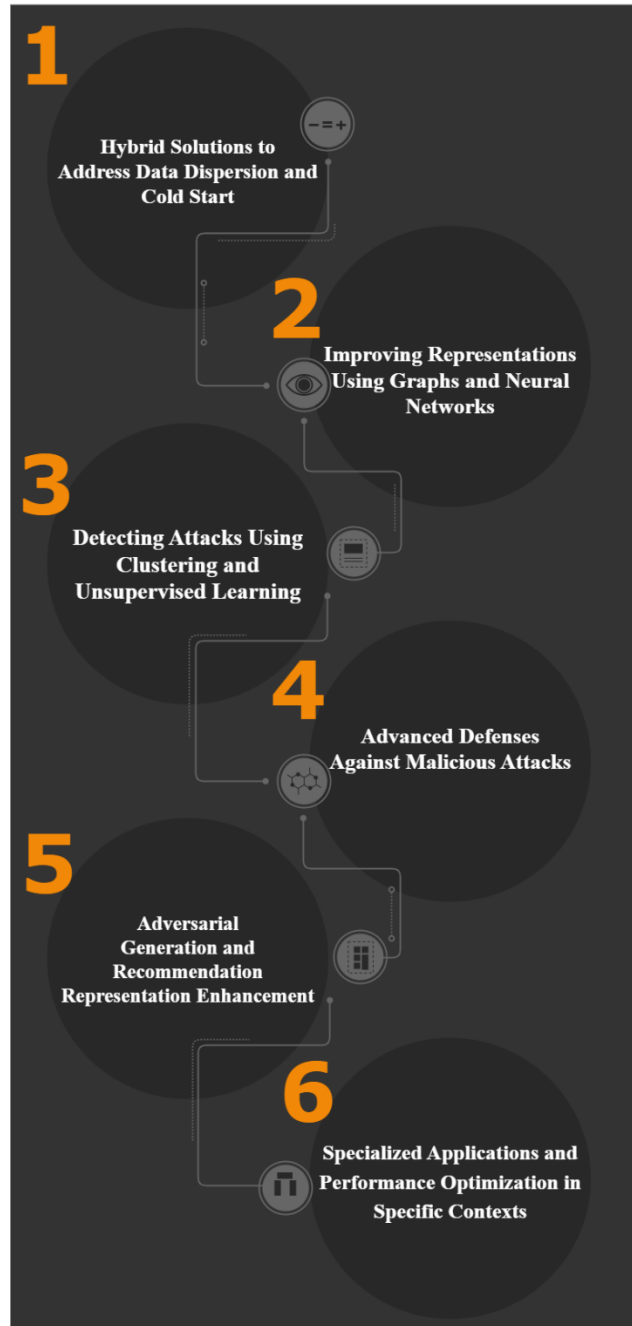 1
Hybrid Solutions to
Address Data Dispersion and
Cold Start
2
Improving Representations
Using Graphs and Neural
Networks
3
Detecting Attacks Using
Clustering and
Unsupervised Learning
4
Advanced Defenses
Against Malicious Attacks
5
Adversarial
Generation and
Recommendation
Representation Enhancement
6
Specialized Applications and
Performance Optimization in
Specific Contexts